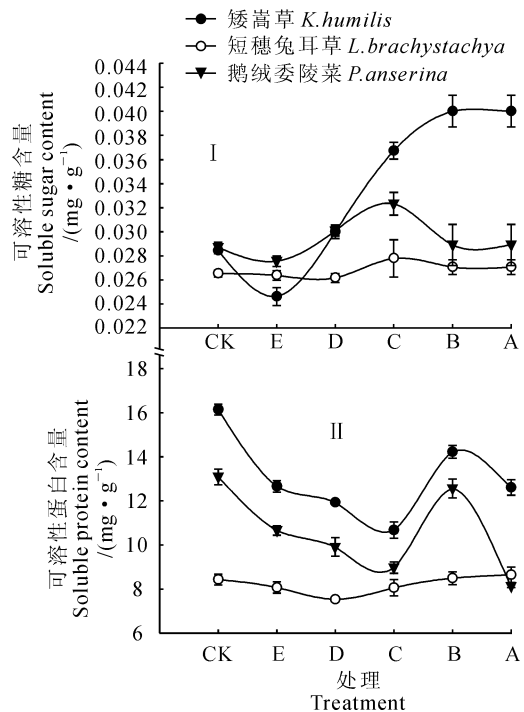 矮嵩草 K.humilis
短穗兔耳草 L.brachystachya
鹅绒委陵菜 P.anserina
可溶性糖含量
Soluble sugar content
/(mg·g⁻¹)
0.044
0.042
0.040
0.038
0.036
0.034
0.032
0.030
0.028
0.026
0.024
0.022
I
CK E D C B A
可溶性蛋白含量
Soluble protein content
/(mg·g⁻¹)
18
16
14
12
10
8
6
II
CK E D C B A
处理
Treatment